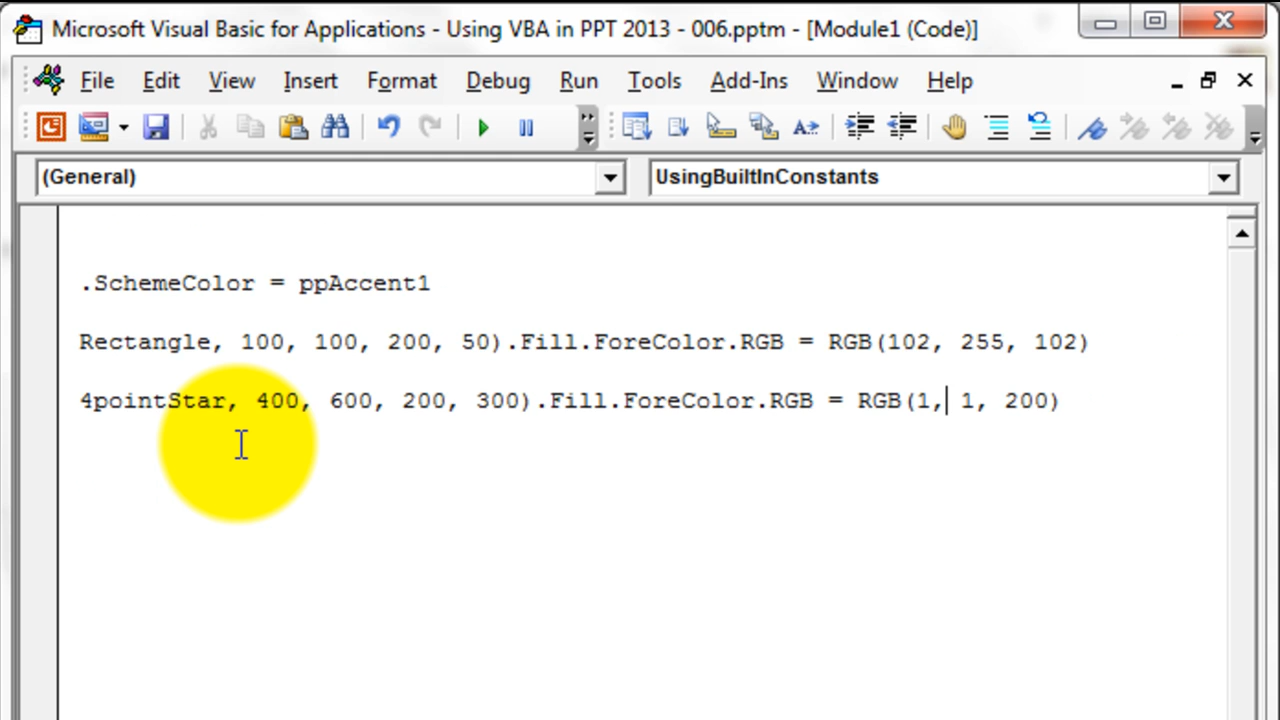 Microsoft Visual Basic for Applications - Using VBA in PPT 2013 - 006.pptm - [Module1 (Code)]
File Edit View Insert Format Debug Run Tools Add-Ins Window Help
(General) UsingBuiltInConstants
.SchemeColor = ppAccent1
Rectangle, 100, 100, 200, 50).Fill.ForeColor.RGB = RGB(102, 255, 102)
4pointStar, 400, 600, 200, 300).Fill.ForeColor.RGB = RGB(1, 1, 200)